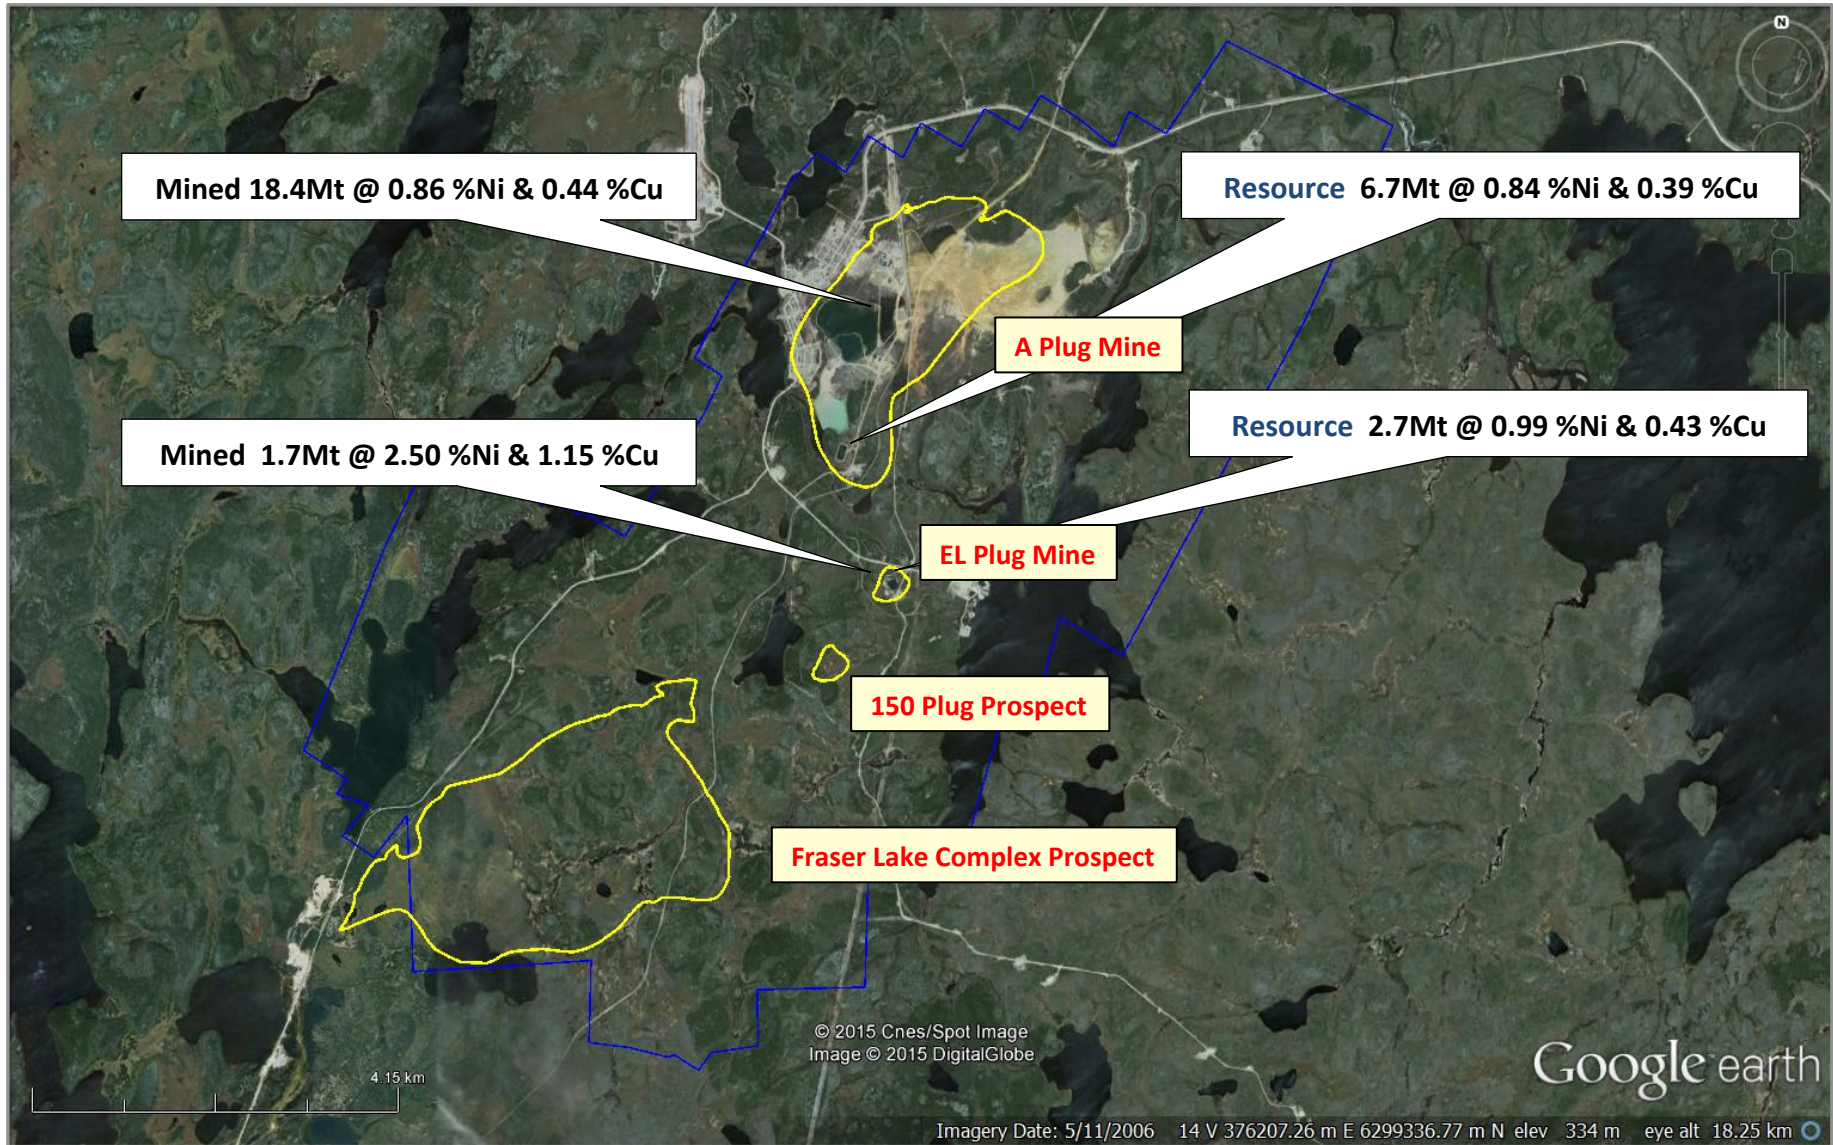 N
Mined 18.4Mt @ 0.86 %Ni & 0.44 %Cu
Resource 6.7Mt @ 0.84 %Ni & 0.39 %Cu
A Plug Mine
Mined 1.7Mt @ 2.50 %Ni & 1.15 %Cu
Resource 2.7Mt @ 0.99 %Ni & 0.43 %Cu
EL Plug Mine
150 Plug Prospect
Fraser Lake Complex Prospect
© 2015 Cnes/Spot Image
Image © 2015 DigitalGlobe
Google earth
4.15 km
Imagery Date: 5/11/2006 14 V 376207.26 m E 6299336.77 m N elev 334 m eye alt 18.25 km